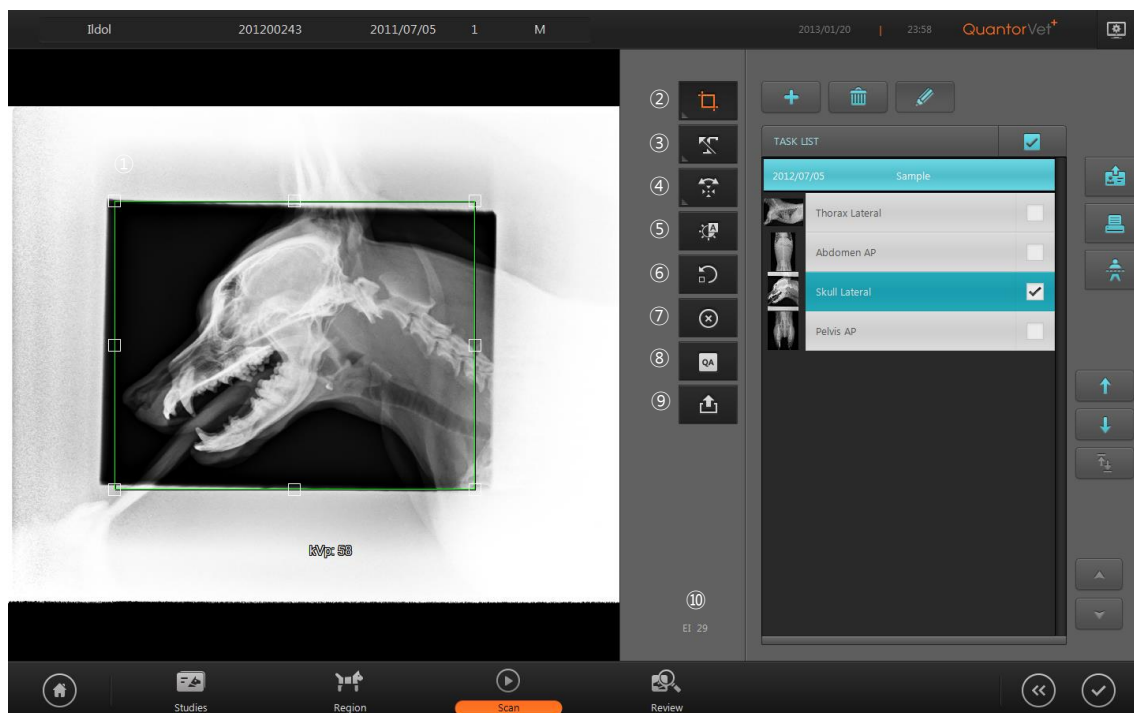 Ildol 201200243 2011/07/05 1 M 2013/01/20 | 23:58 QuantorVet+
①
②
③
④
⑤
⑥
⑦
⑧ QA
⑨
⑩
EI 29
kVp: 58
TASK LIST
2012/07/05 Sample
Thorax Lateral
Abdomen AP
Skull Lateral
Pelvis AP
Studies Region Scan Review